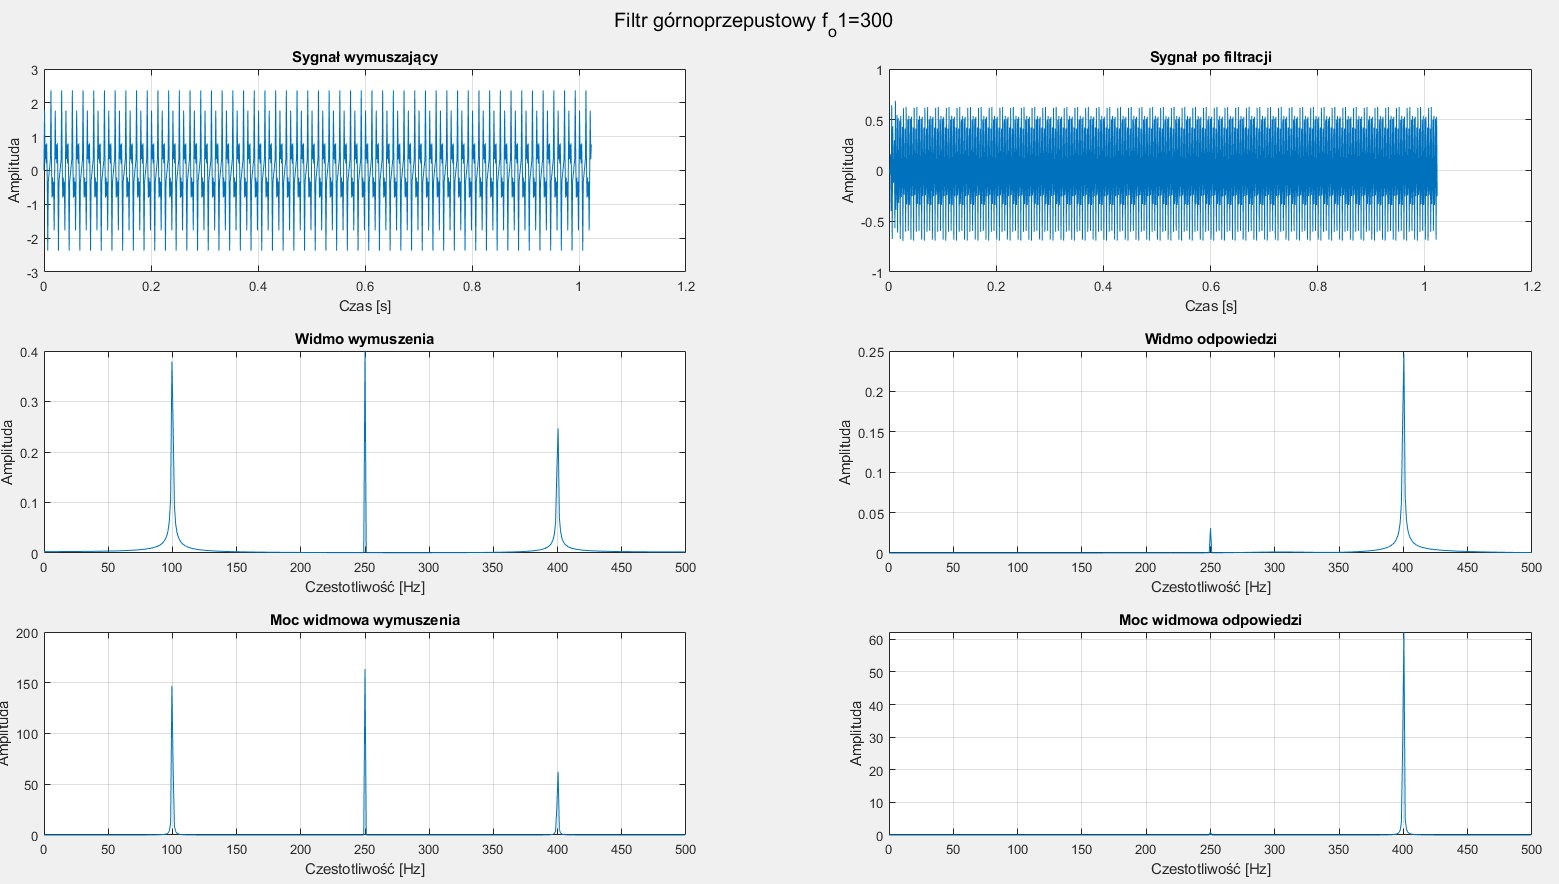 Filtr górnoprzepustowy f_o1=300
Sygnał wymuszający
3
2
1
0
-1
-2
-3
Amplituda
0 0.2 0.4 0.6 0.8 1 1.2
Czas [s]
Sygnał po filtracji
1
0.5
0
-0.5
-1
Amplituda
0 0.2 0.4 0.6 0.8 1 1.2
Czas [s]
Widmo wymuszenia
0.4
0.3
0.2
0.1
0
Amplituda
0 50 100 150 200 250 300 350 400 450 500
Czestotliwość [Hz]
Widmo odpowiedzi
0.25
0.2
0.15
0.1
0.05
0
Amplituda
0 50 100 150 200 250 300 350 400 450 500
Czestotliwość [Hz]
Moc widmowa wymuszenia
200
150
100
50
0
Amplituda
0 50 100 150 200 250 300 350 400 450 500
Czestotliwość [Hz]
Moc widmowa odpowiedzi
60
50
40
30
20
10
0
Amplituda
0 50 100 150 200 250 300 350 400 450 500
Czestotliwość [Hz]